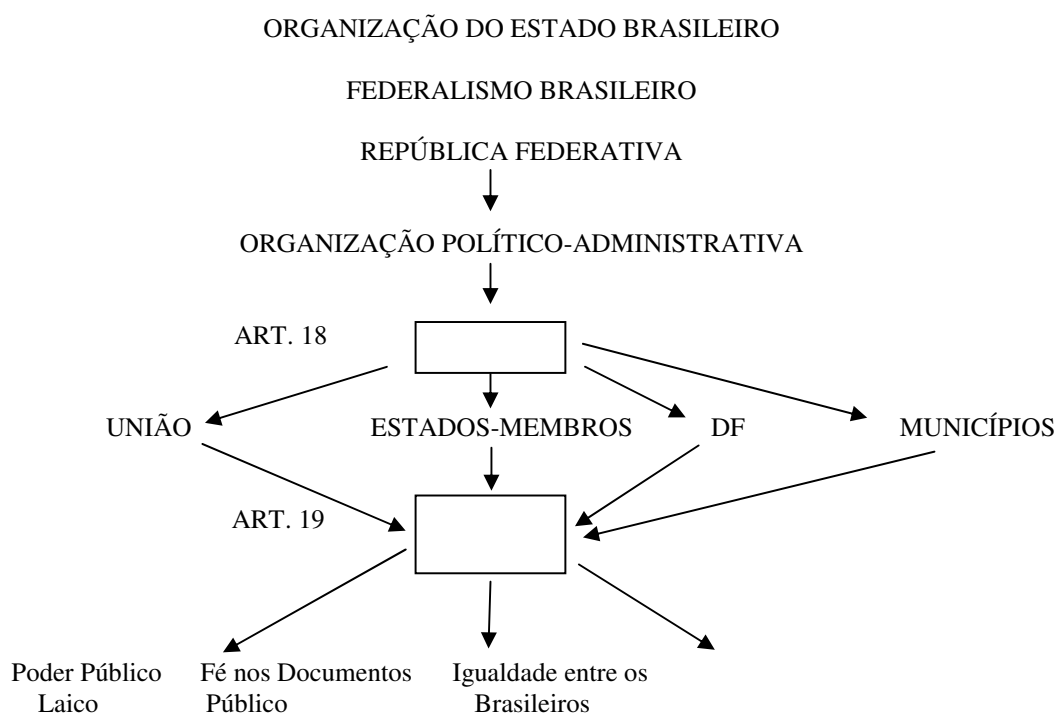 ORGANIZAÇÃO DO ESTADO BRASILEIRO
FEDERALISMO BRASILEIRO
REPÚBLICA FEDERATIVA
ORGANIZAÇÃO POLÍTICO-ADMINISTRATIVA
ART. 18
UNIÃO ESTADOS-MEMBROS DF MUNICÍPIOS
ART. 19
Poder Público Fé nos Documentos Igualdade entre os
Laico Público Brasileiros